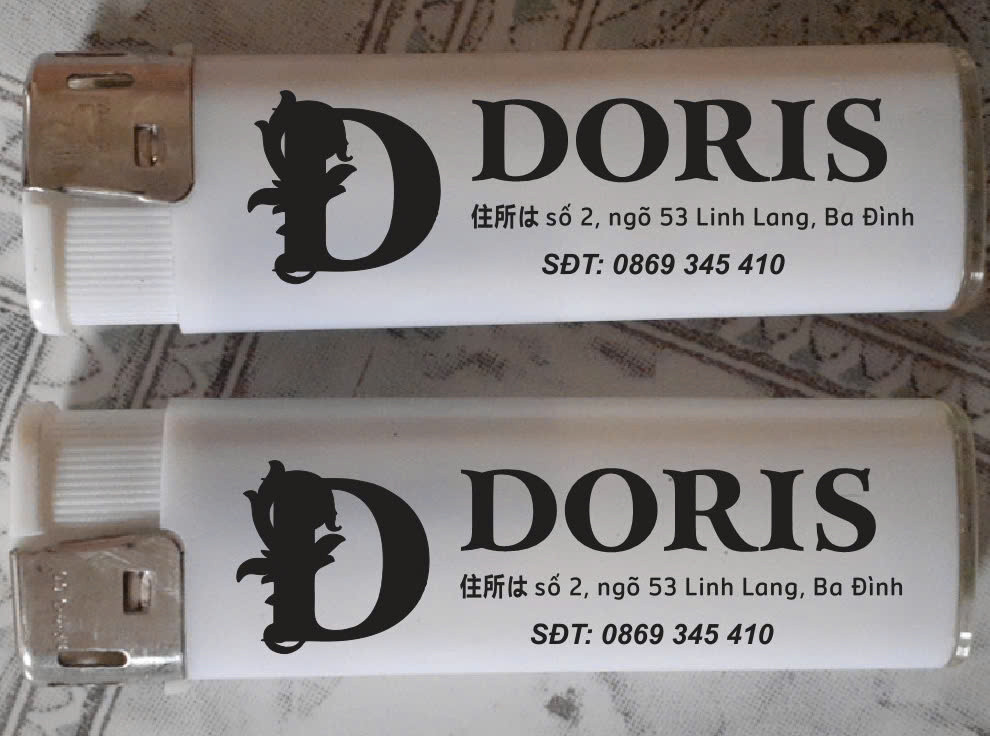 D DORIS
住所は số 2, ngõ 53 Linh Lang, Ba Đình
SĐT: 0869 345 410
D DORIS
住所は số 2, ngõ 53 Linh Lang, Ba Đình
SĐT: 0869 345 410